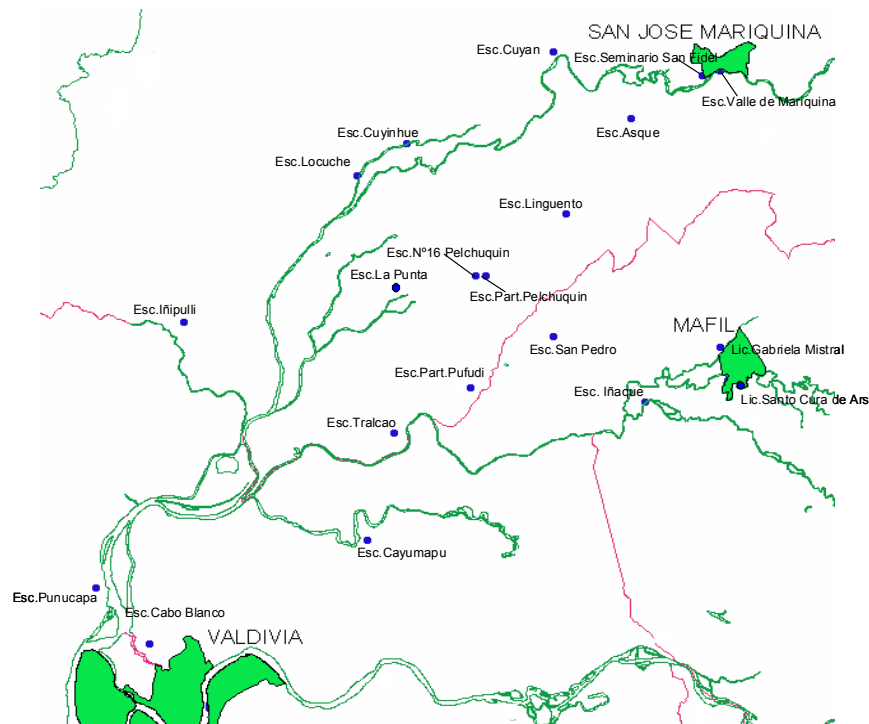 SAN JOSE MARIQUINA
Esc.Cuyan
Esc.Seminario San Fidel
Esc.Valle de Mariquina
Esc.Asque
Esc.Cuyinhue
Esc.Locuche
Esc.Linguento
Esc.Nº16 Pelchuquin
Esc.La Punta
Esc.Part.Pelchuquin
Esc.Iñipulli
MAFIL
Esc.San Pedro
Lic.Gabriela Mistral
Esc.Part.Pufudi
Esc. Iñaque
Lic.Santo Cura de Ars
Esc.Tralcao
Esc.Cayumapu
Esc.Punucapa
Esc.Cabo Blanco
VALDIVIA